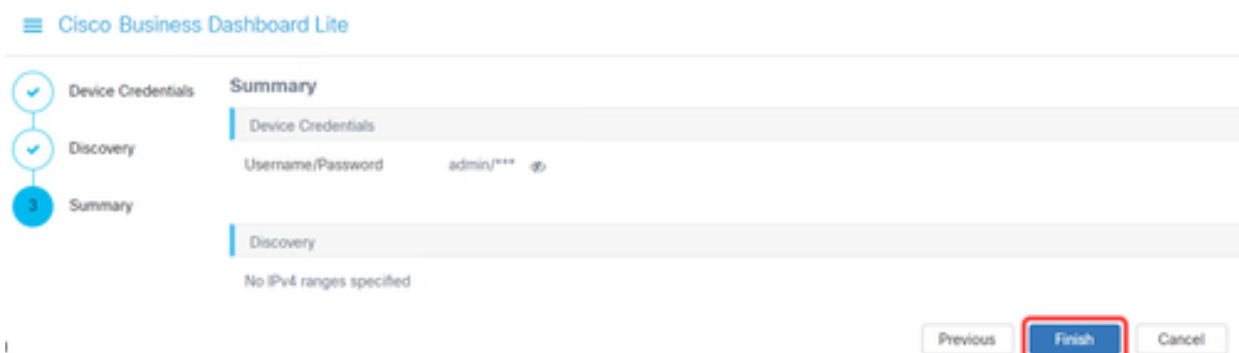 Cisco Business Dashboard Lite
Device Credentials
Discovery
3 Summary
Summary
Device Credentials
Username/Password admin/***
Discovery
No IPv4 ranges specified
Previous Finish Cancel